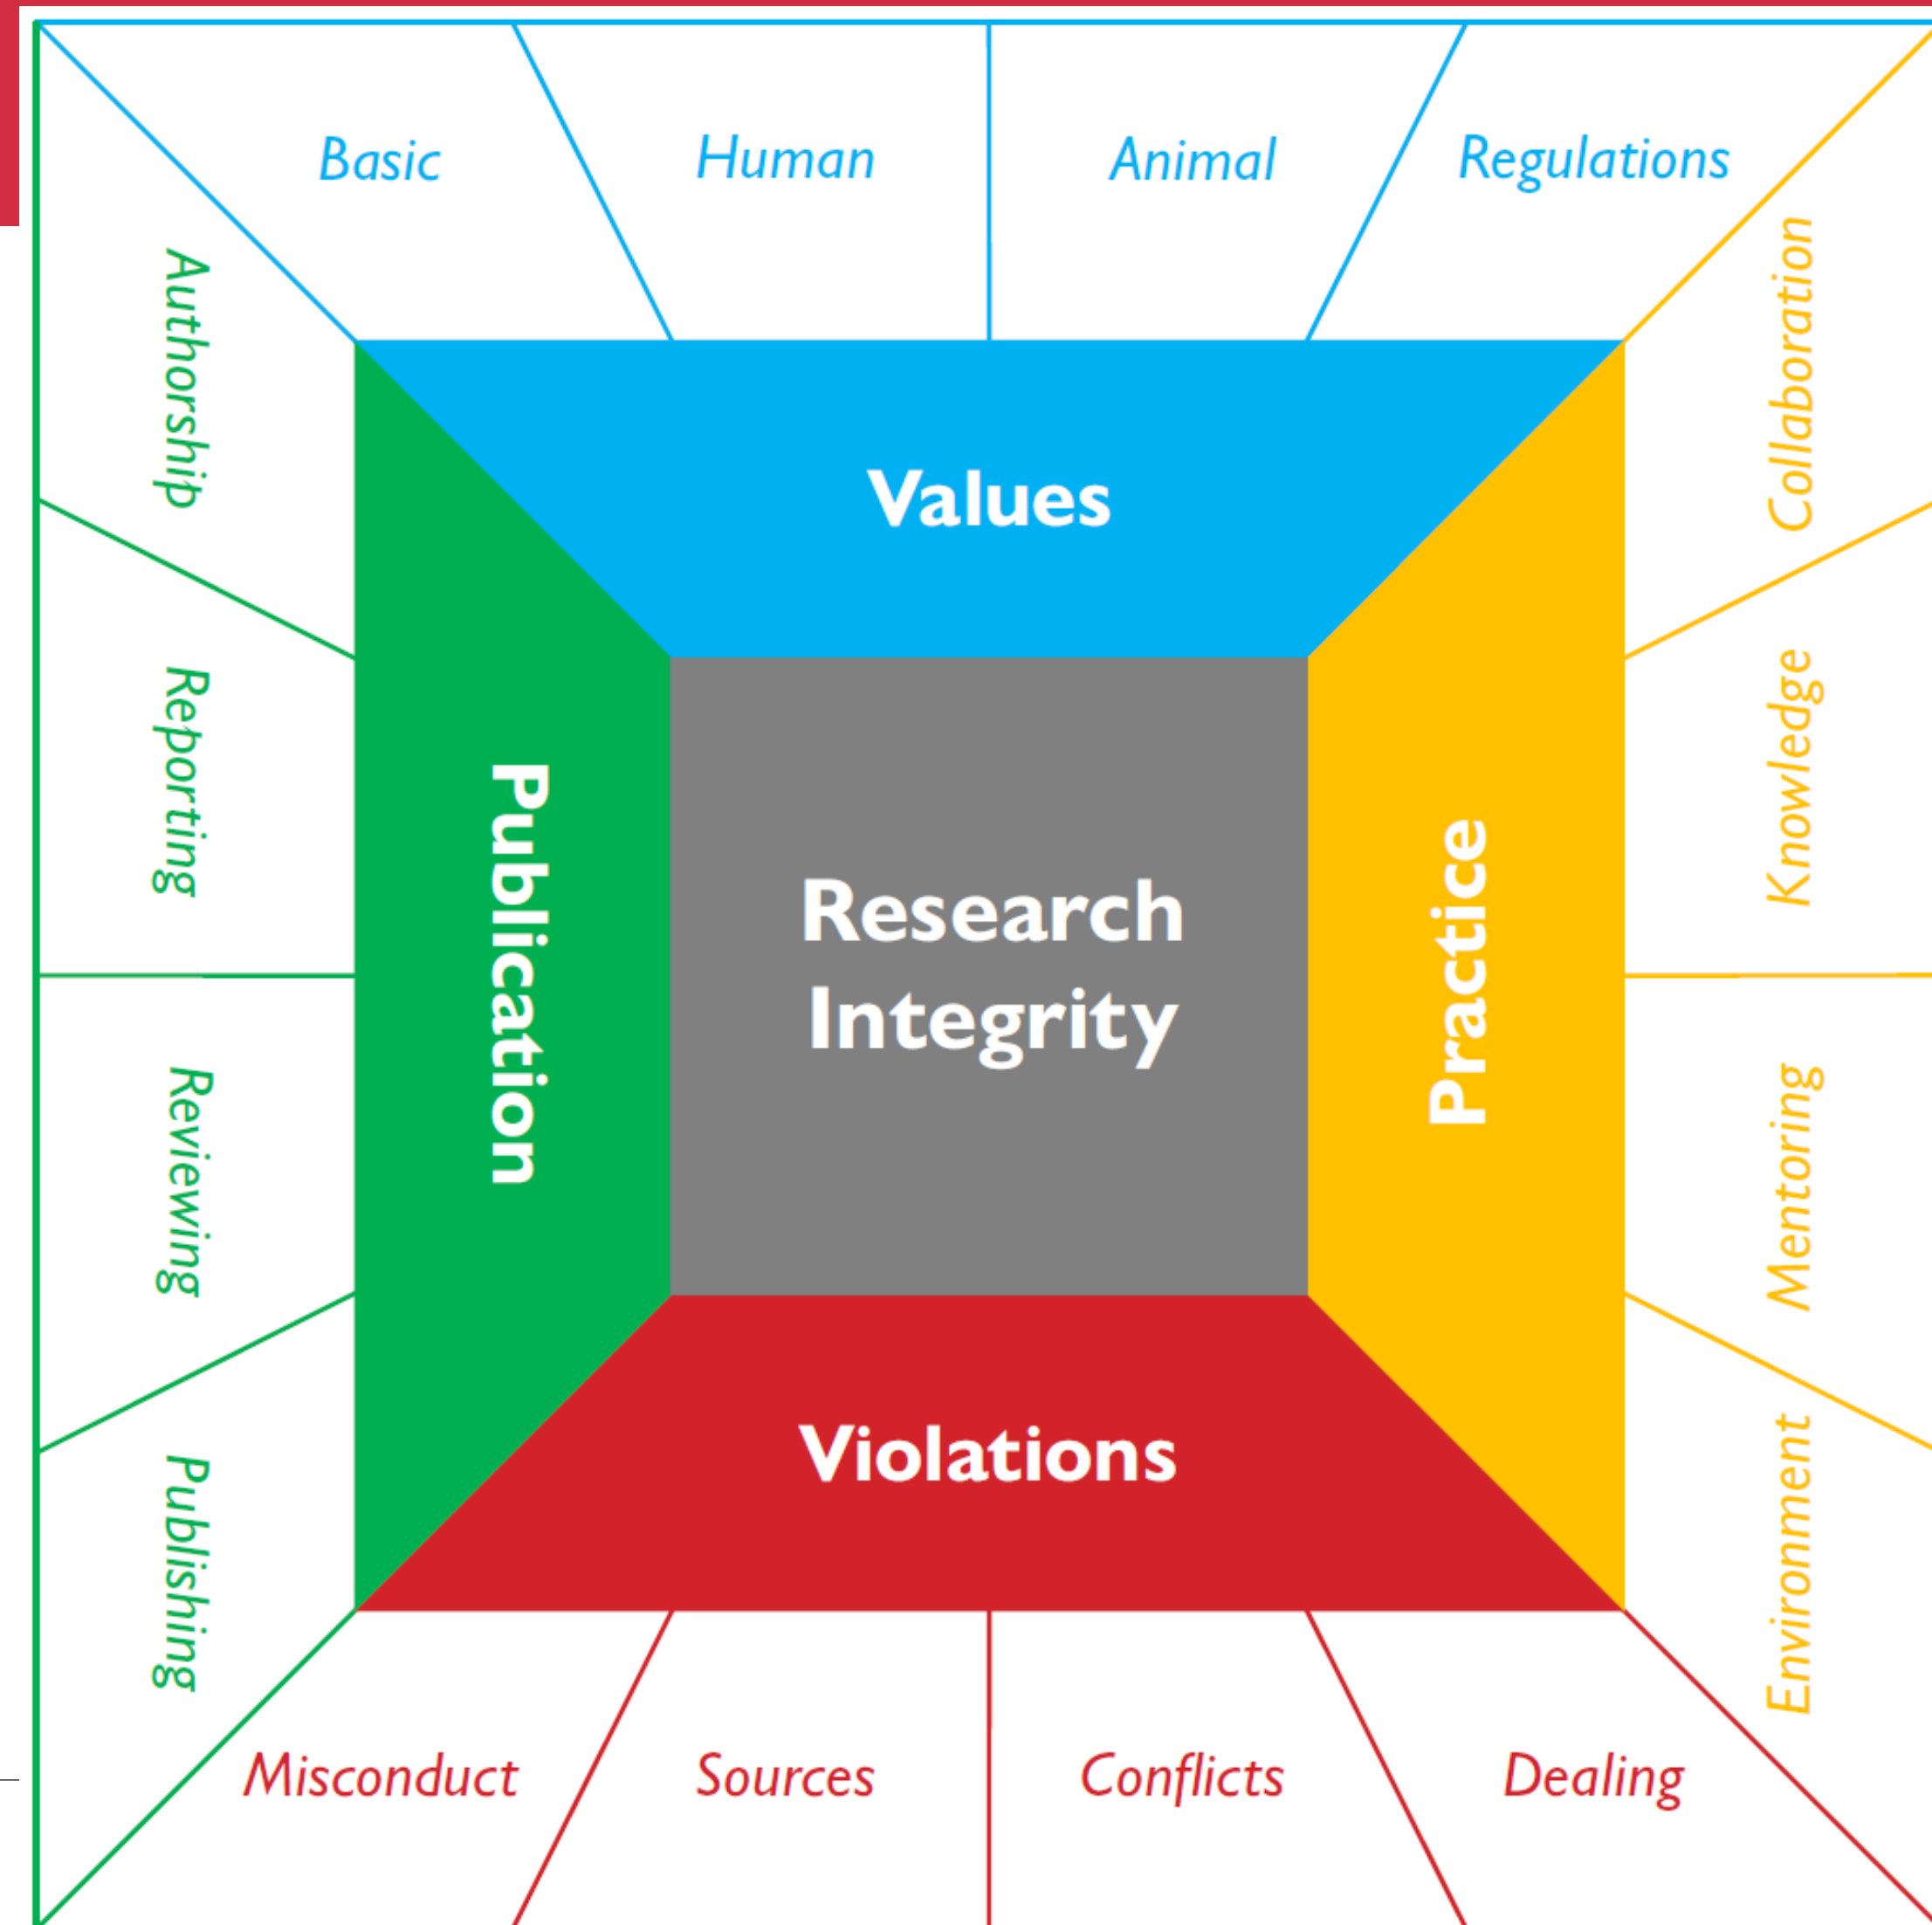 Basic
Human
Animal
Regulations
Authorship
Reporting
Reviewing
Publishing
Values
Publication
Research
Integrity
Practice
Violations
Collaboration
Knowledge
Mentoring
Environment
Misconduct
Sources
Conflicts
Dealing